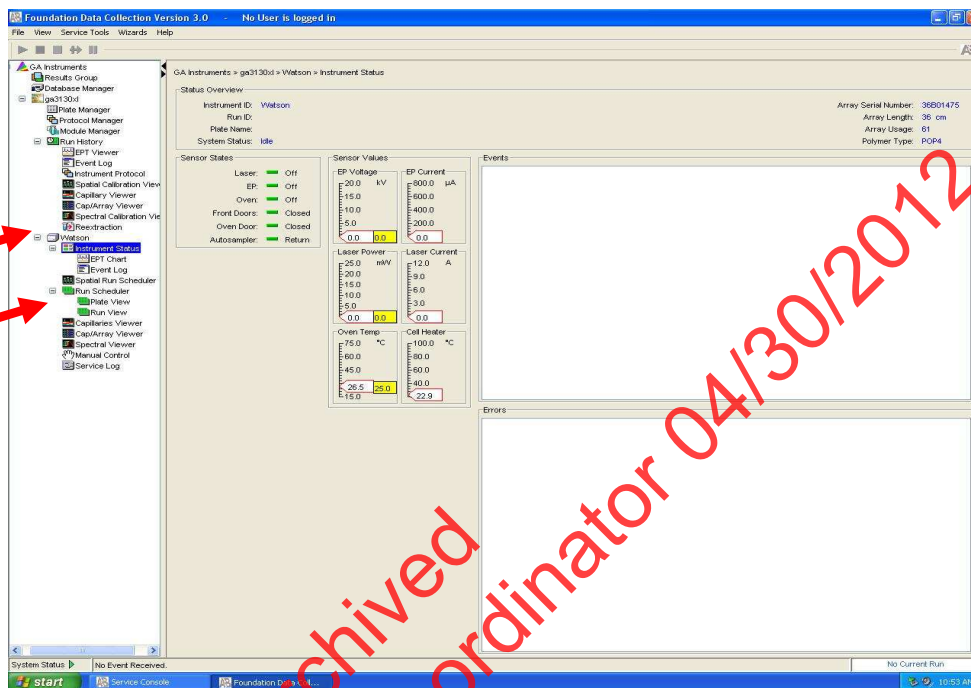 Foundation Data Collection Version 3.0 - No User is logged in
File View Service Tools Wizards Help
GA Instruments
Results Group
Database Manager
ga3130xl
Plate Manager
Protocol Manager
Module Manager
Run History
EPT Viewer
Event Log
Instrument Protocol
Spatial Calibration View
Capillary Viewer
Cap/Array Viewer
Spectral Calibration Vie
Reextraction
Watson
Instrument Status
EPT Chart
Event Log
Spatial Run Scheduler
Run Scheduler
Plate View
Run View
Capillaries Viewer
Cap/Array Viewer
Spectral Viewer
Manual Control
Service Log
GA Instruments > ga3130xl > Watson > Instrument Status
Status Overview
Instrument ID: Watson
Run ID:
Plate Name:
System Status: Idle
Array Serial Number: 36B01475
Array Length: 36 cm
Array Usage: 61
Polymer Type: POP4
Sensor States
Laser: Off
EP: Off
Oven: Off
Front Doors: Closed
Oven Door: Closed
Autosampler: Return
Sensor Values
EP Voltage
20.0 kV
15.0
10.0
5.0
0.0 0.0
EP Current
800.0 µA
600.0
400.0
200.0
0.0
Laser Power
25.0 mW
20.0
15.0
10.0
5.0
0.0 0.0
Laser Current
12.0 A
9.0
6.0
3.0
0.0
Oven Temp
75.0 °C
60.0
45.0
26.5 25.0
15.0
Cell Heater
100.0 °C
80.0
60.0
40.0
22.9
Events
Errors
chived
ordinator 04/30/2012
System Status No Event Received.
No Current Run
start Service Console Foundation Data Coll... 10:53 AM